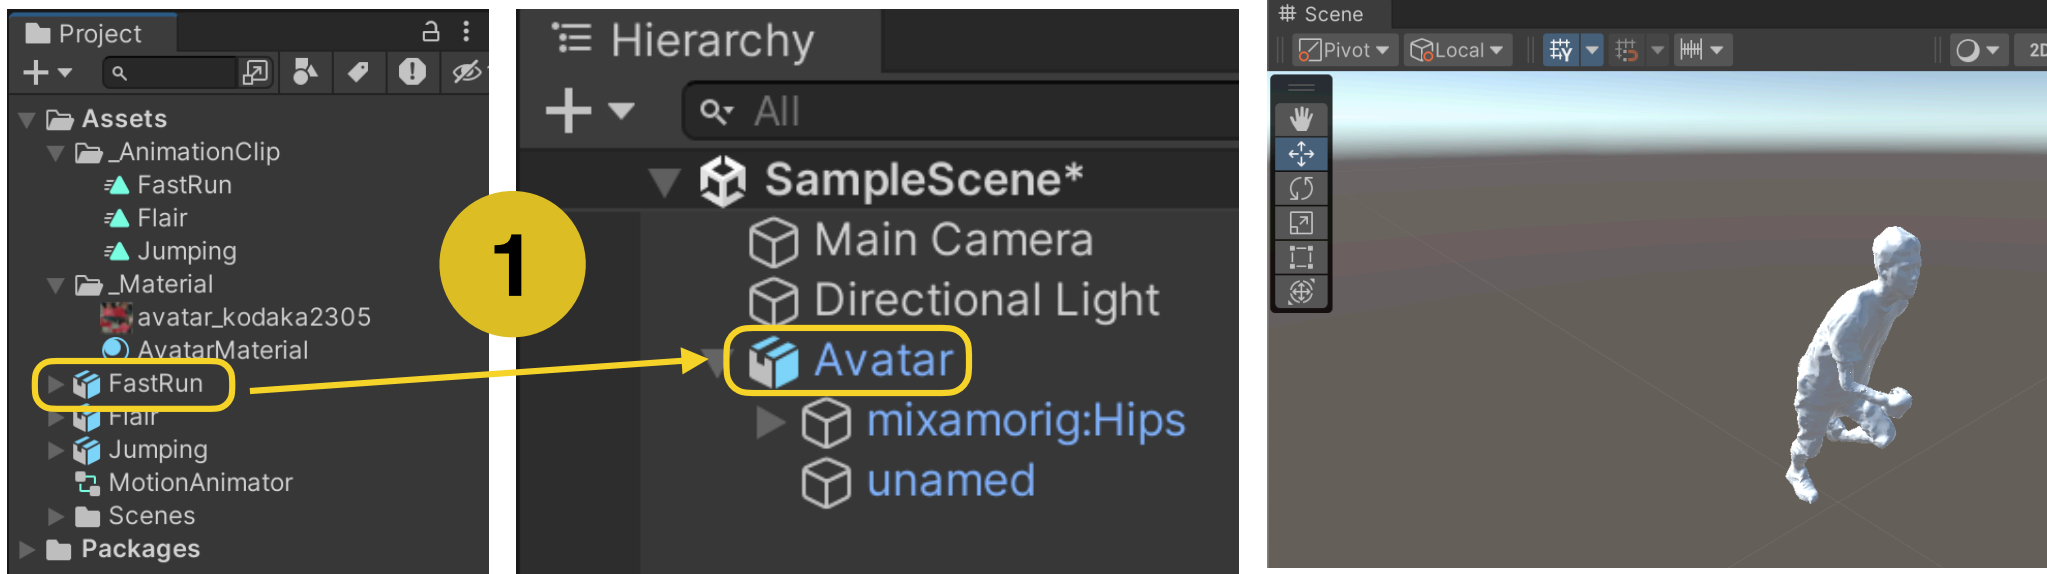 Project
Assets
_AnimationClip
FastRun
Flair
Jumping
_Material
avatar_kodaka2305
AvatarMaterial
FastRun
Flair
Jumping
MotionAnimator
Scenes
Packages
1
Hierarchy
All
SampleScene*
Main Camera
Directional Light
Avatar
mixamorig:Hips
unnamed
Scene
Pivot
Local
2D